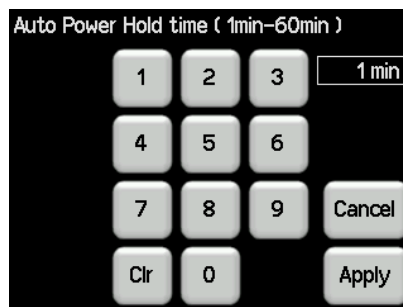 Auto Power Hold time ( 1min-60min )
1 2 3 1 min
4 5 6
7 8 9 Cancel
Clr 0 Apply